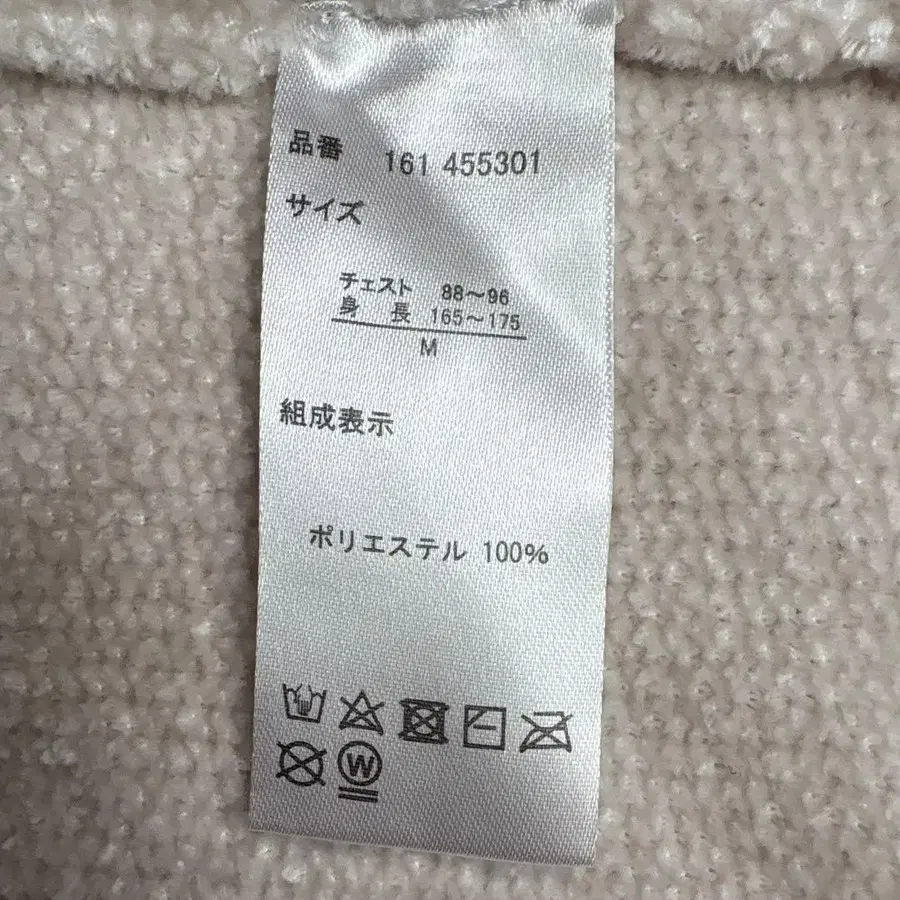 品番 161 455301
サイズ
チェスト 88～96
身長 165～175
M
組成表示
ポリエステル 100%
W